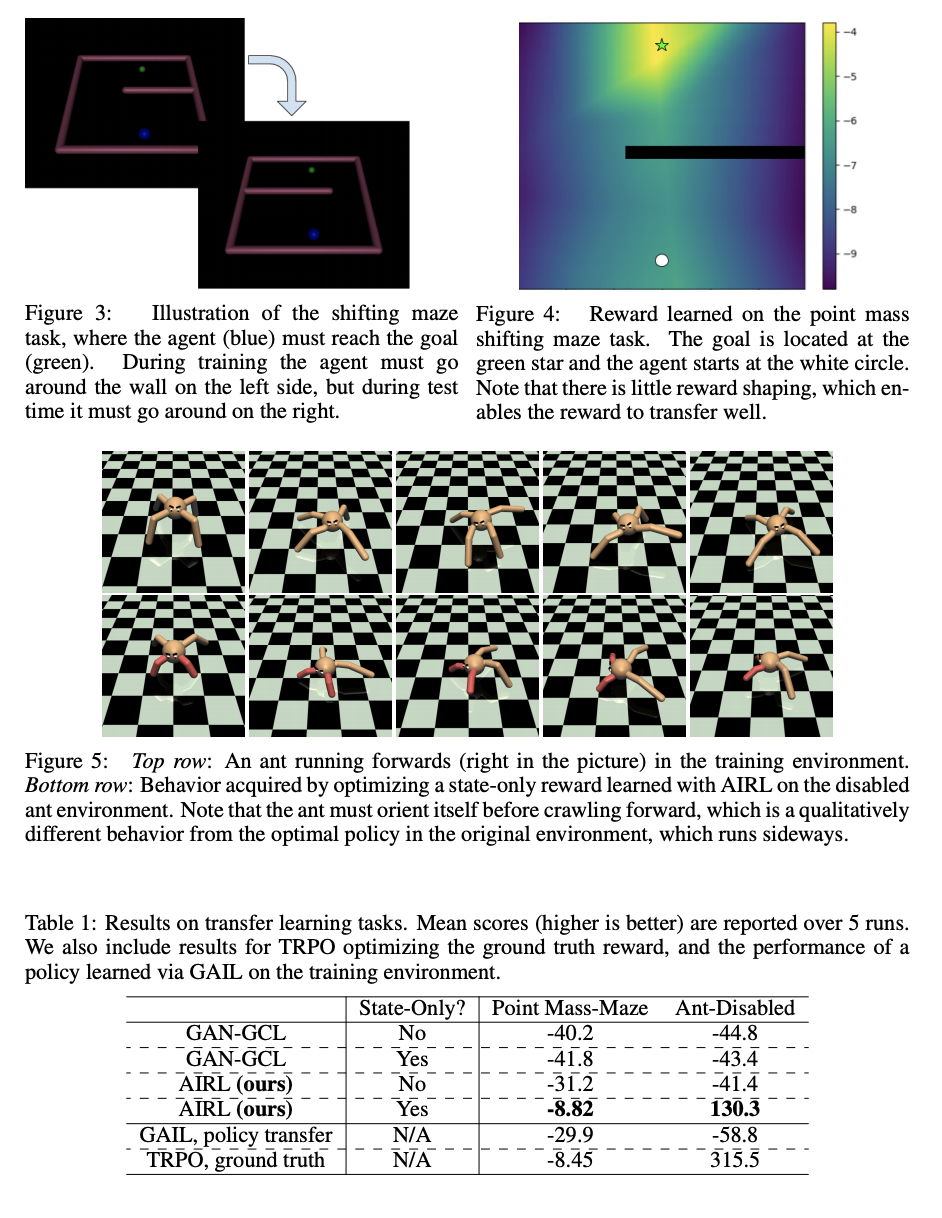 −4
−5
−6
−7
−8
−9
Figure 3: Illustration of the shifting maze
task, where the agent (blue) must reach the goal
(green). During training the agent must go
around the wall on the left side, but during test
time it must go around on the right.
Figure 4: Reward learned on the point mass
shifting maze task. The goal is located at the
green star and the agent starts at the white circle.
Note that there is little reward shaping, which en-
ables the reward to transfer well.
Figure 5: Top row: An ant running forwards (right in the picture) in the training environment.
Bottom row: Behavior acquired by optimizing a state-only reward learned with AIRL on the disabled
ant environment. Note that the ant must orient itself before crawling forward, which is a qualitatively
different behavior from the optimal policy in the original environment, which runs sideways.
Table 1: Results on transfer learning tasks. Mean scores (higher is better) are reported over 5 runs.
We also include results for TRPO optimizing the ground truth reward, and the performance of a
policy learned via GAIL on the training environment.
State-Only? Point Mass-Maze Ant-Disabled
GAN-GCL No -40.2 -44.8
GAN-GCL Yes -41.8 -43.4
AIRL (ours) No -31.2 -41.4
AIRL (ours) Yes -8.82 130.3
GAIL, policy transfer N/A -29.9 -58.8
TRPO, ground truth N/A -8.45 315.5